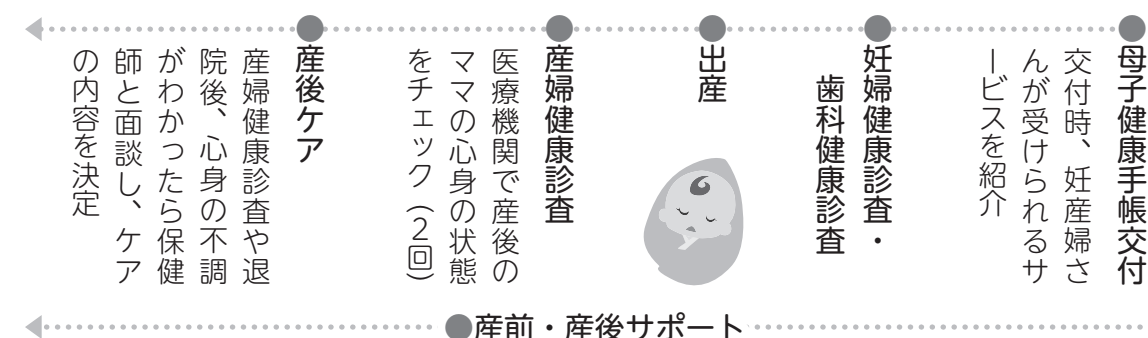 母子健康手帳交付
交付時、妊産婦さ
んが受けられるサ
ービスを紹介
妊婦健康診査・
歯科健康診査
出産
産婦健康診査
医療機関で産後の
ママの心身の状態
をチェック（2回）
産後ケア
産婦健康診査や退
院後、心身の不調
がわかったら保健
師と面談し、ケア
の内容を決定
●産前・産後サポート